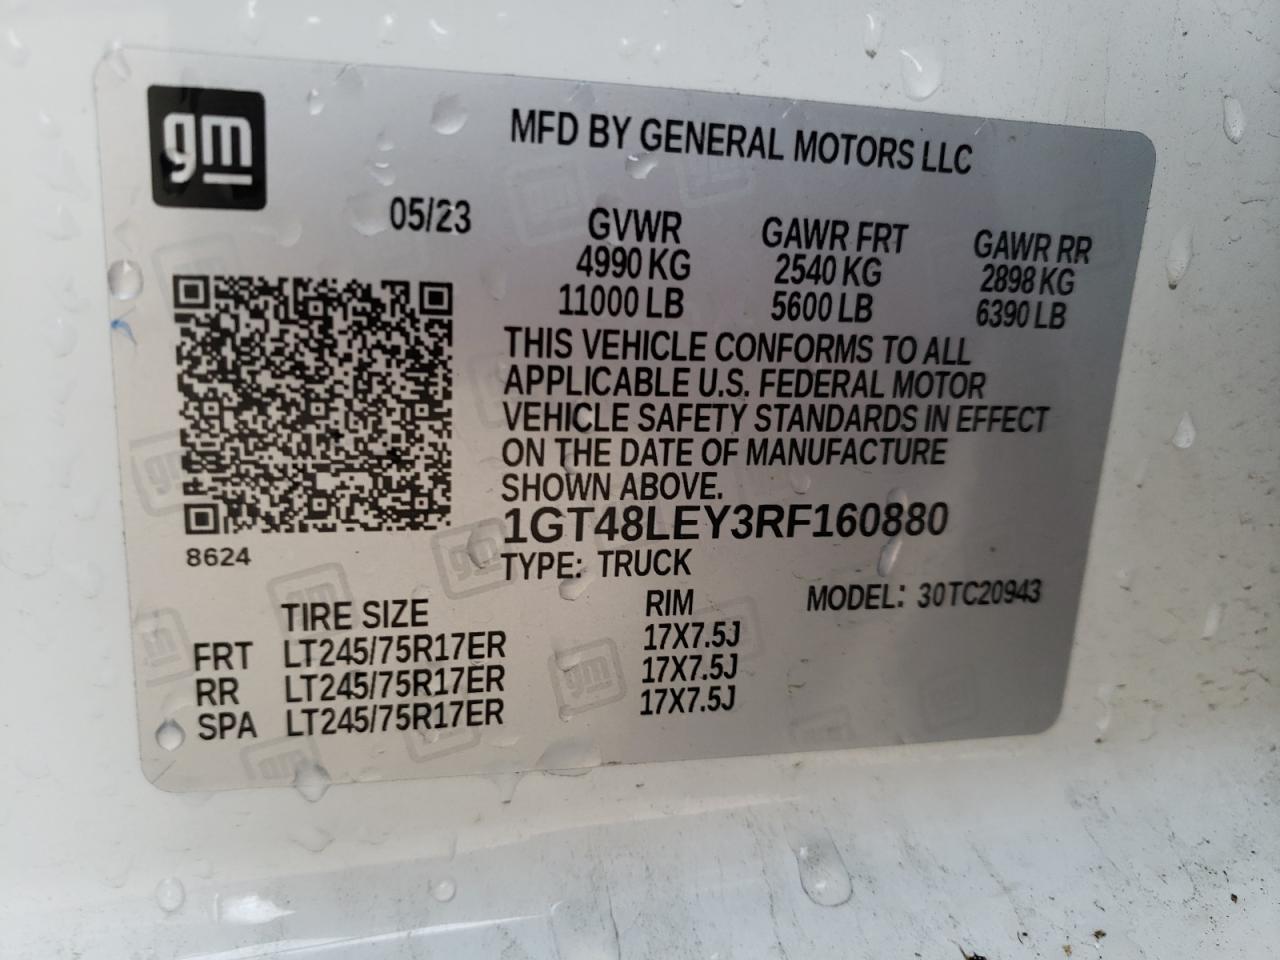 gm
MFD BY GENERAL MOTORS LLC
05/23
GVWR GAWR FRT GAWR RR
4990 KG 2540 KG 2898 KG
11000 LB 5600 LB 6390 LB
THIS VEHICLE CONFORMS TO ALL
APPLICABLE U.S. FEDERAL MOTOR
VEHICLE SAFETY STANDARDS IN EFFECT
ON THE DATE OF MANUFACTURE
SHOWN ABOVE.
1GT48LEY3RF160880
8624
TYPE: TRUCK
TIRE SIZE RIM MODEL: 30TC20943
FRT LT245/75R17ER 17X7.5J
RR LT245/75R17ER 17X7.5J
SPA LT245/75R17ER 17X7.5J